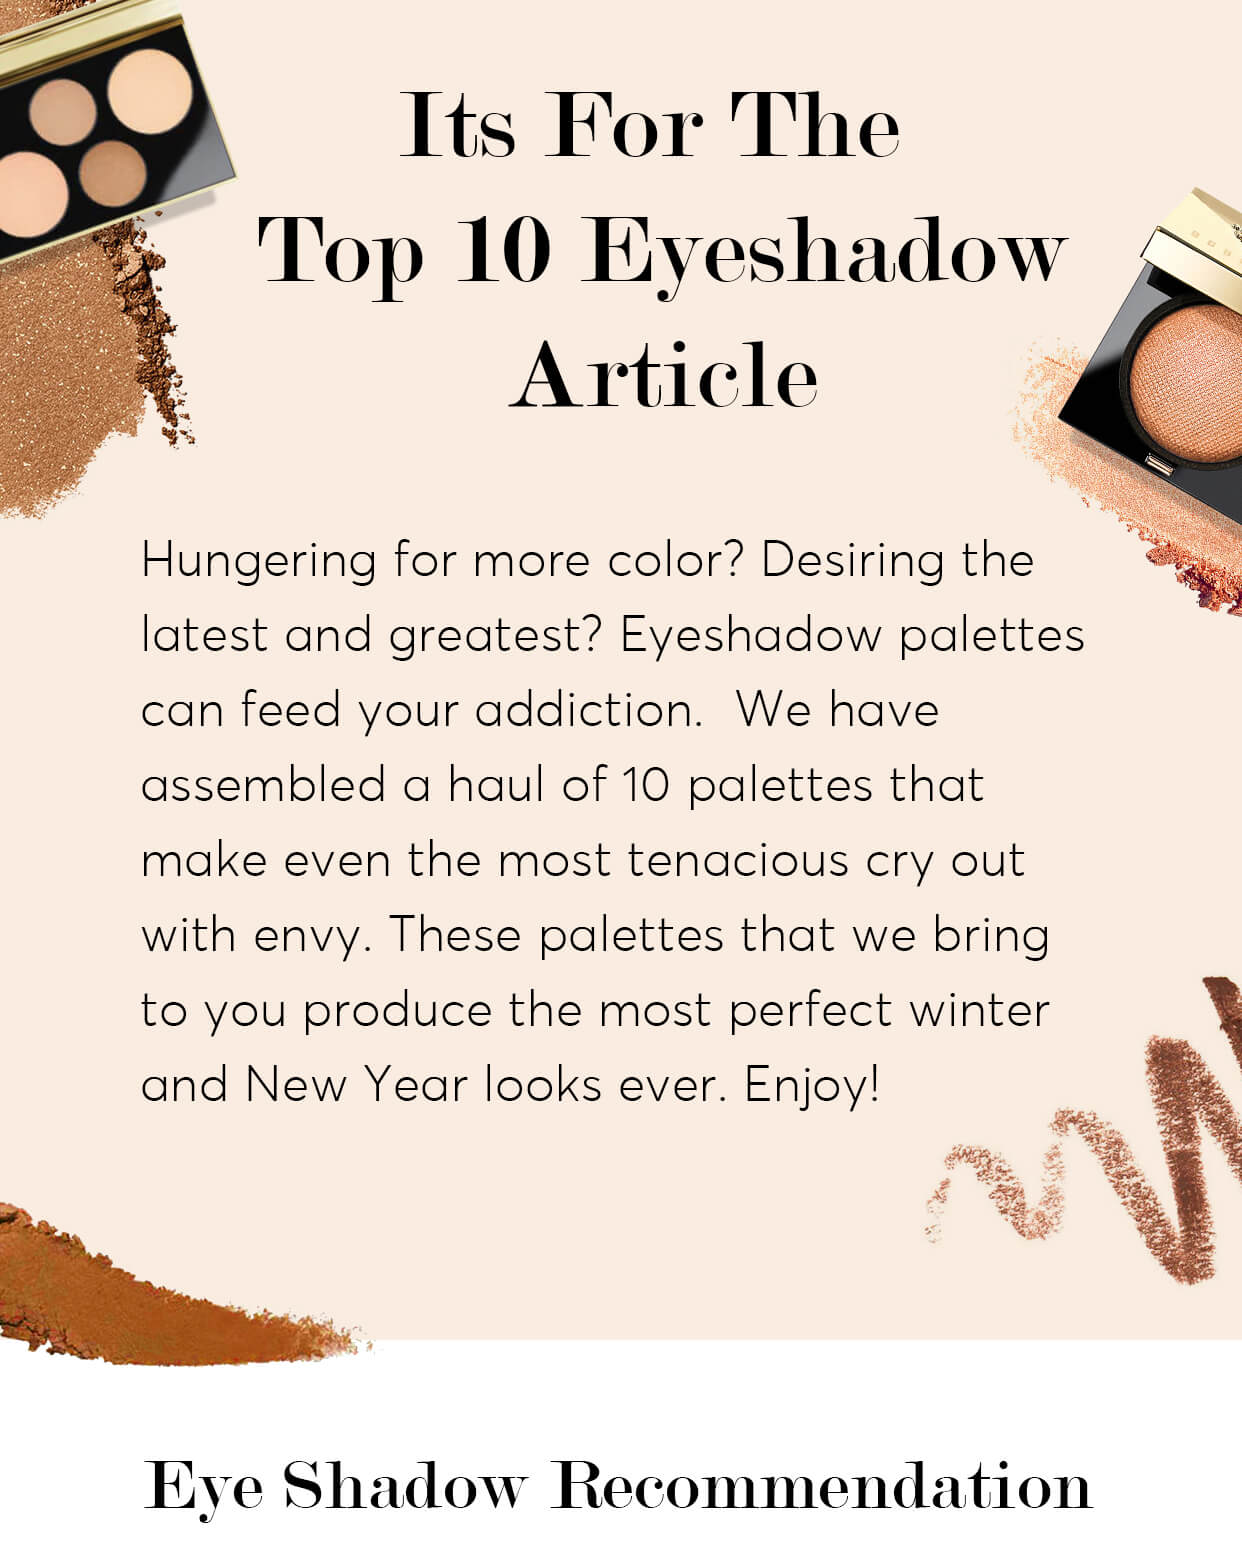 Its For The
Top 10 Eyeshadow
Article
Hungering for more color? Desiring the
latest and greatest? Eyeshadow palettes
can feed your addiction.  We have
assembled a haul of 10 palettes that
make even the most tenacious cry out
with envy. These palettes that we bring
to you produce the most perfect winter
and New Year looks ever. Enjoy!
Eye Shadow Recommendation